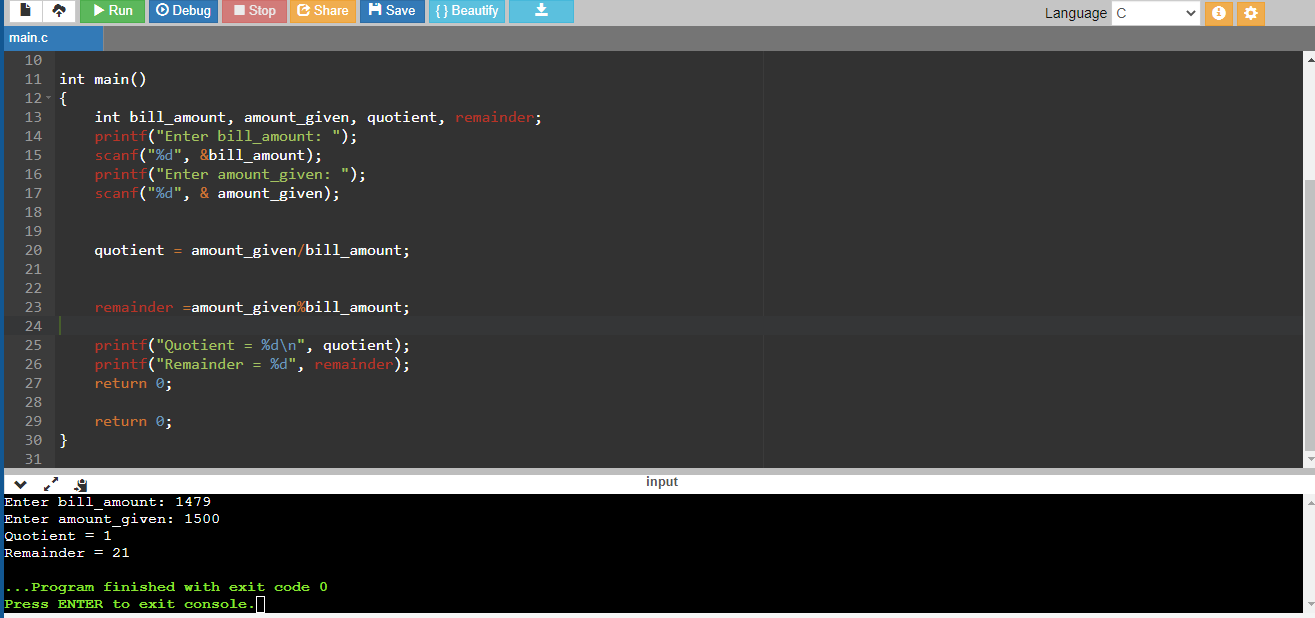 Run Debug Stop Share Save { } Beautify Language C
main.c
10
11 int main()
12 {
13 int bill_amount, amount_given, quotient, remainder;
14 printf("Enter bill_amount: ");
15 scanf("%d", &bill_amount);
16 printf("Enter amount_given: ");
17 scanf("%d", & amount_given);
18
19
20 quotient = amount_given/bill_amount;
21
22
23 remainder =amount_given%bill_amount;
24
25 printf("Quotient = %d\n", quotient);
26 printf("Remainder = %d", remainder);
27 return 0;
28
29 return 0;
30 }
31
input
Enter bill_amount: 1479
Enter amount_given: 1500
Quotient = 1
Remainder = 21
...Program finished with exit code 0
Press ENTER to exit console.